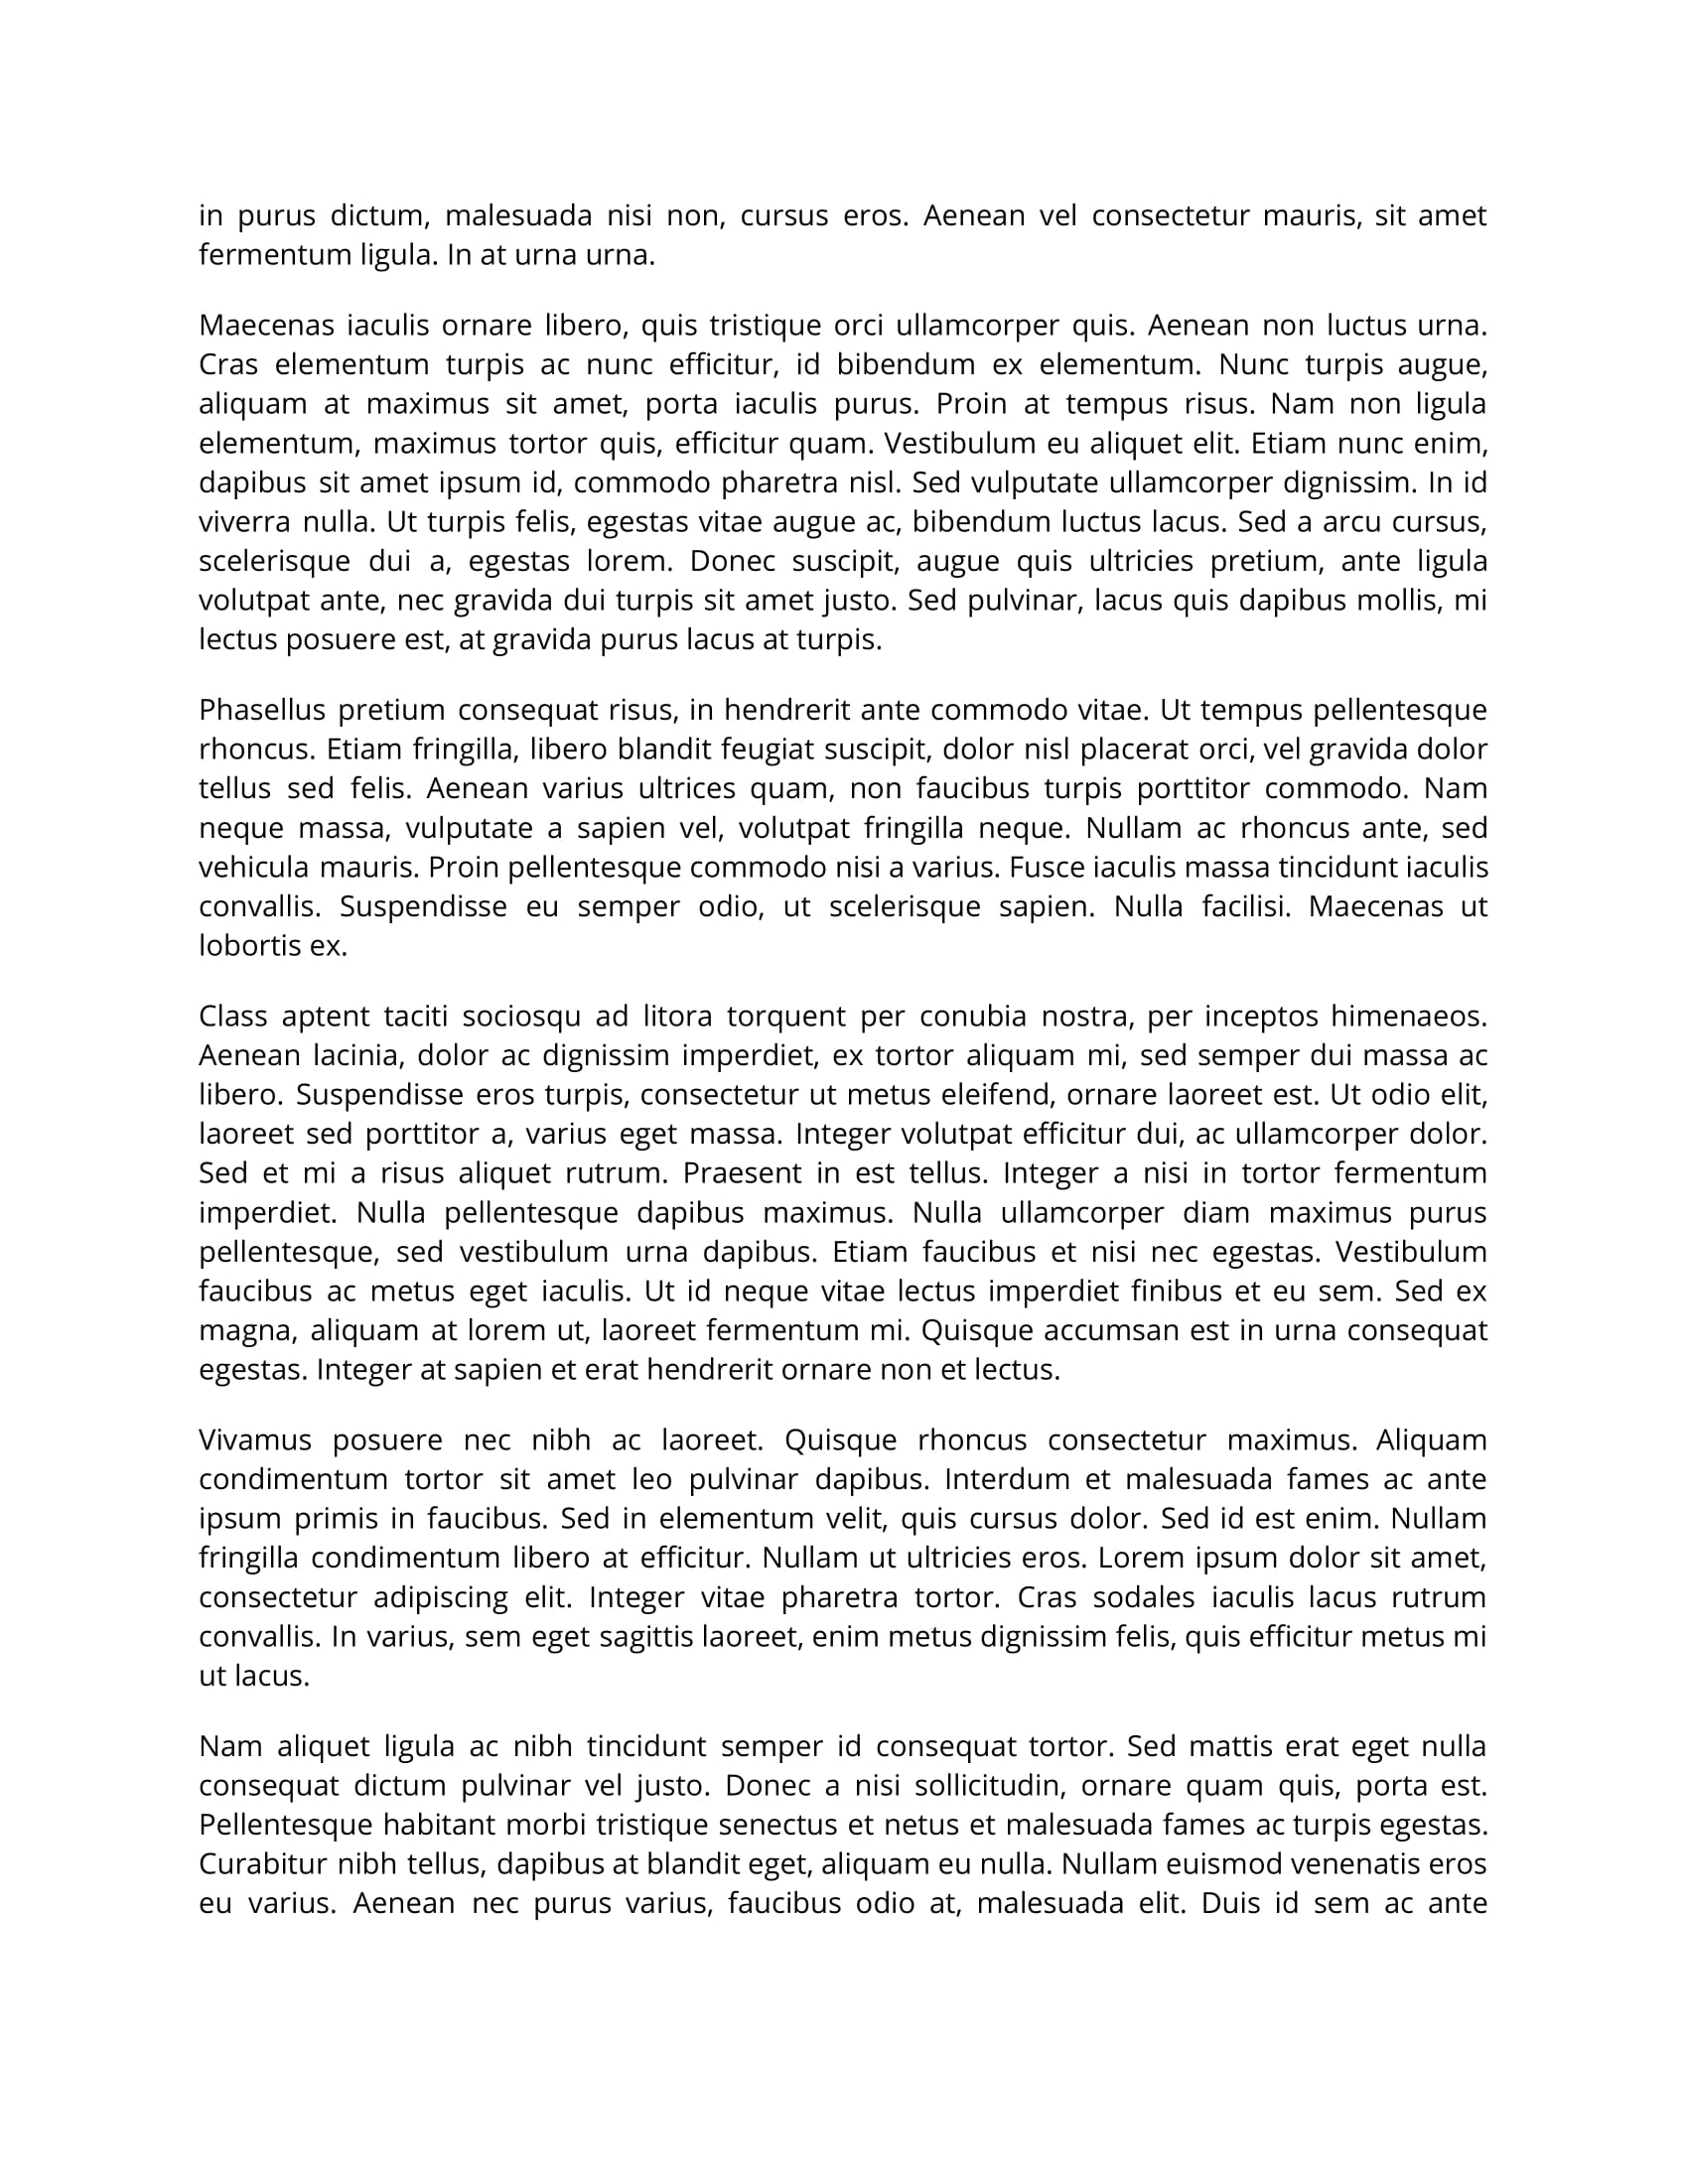 in purus dictum, malesuada nisi non, cursus eros. Aenean vel consectetur mauris, sit amet
fermentum ligula. In at urna urna.
Maecenas iaculis ornare libero, quis tristique orci ullamcorper quis. Aenean non luctus urna.
Cras elementum turpis ac nunc efficitur, id bibendum ex elementum. Nunc turpis augue,
aliquam at maximus sit amet, porta iaculis purus. Proin at tempus risus. Nam non ligula
elementum, maximus tortor quis, efficitur quam. Vestibulum eu aliquet elit. Etiam nunc enim,
dapibus sit amet ipsum id, commodo pharetra nisl. Sed vulputate ullamcorper dignissim. In id
viverra nulla. Ut turpis felis, egestas vitae augue ac, bibendum luctus lacus. Sed a arcu cursus,
scelerisque dui a, egestas lorem. Donec suscipit, augue quis ultricies pretium, ante ligula
volutpat ante, nec gravida dui turpis sit amet justo. Sed pulvinar, lacus quis dapibus mollis, mi
lectus posuere est, at gravida purus lacus at turpis.
Phasellus pretium consequat risus, in hendrerit ante commodo vitae. Ut tempus pellentesque
rhoncus. Etiam fringilla, libero blandit feugiat suscipit, dolor nisl placerat orci, vel gravida dolor
tellus sed felis. Aenean varius ultrices quam, non faucibus turpis porttitor commodo. Nam
neque massa, vulputate a sapien vel, volutpat fringilla neque. Nullam ac rhoncus ante, sed
vehicula mauris. Proin pellentesque commodo nisi a varius. Fusce iaculis massa tincidunt iaculis
convallis. Suspendisse eu semper odio, ut scelerisque sapien. Nulla facilisi. Maecenas ut
lobortis ex.
Class aptent taciti sociosqu ad litora torquent per conubia nostra, per inceptos himenaeos.
Aenean lacinia, dolor ac dignissim imperdiet, ex tortor aliquam mi, sed semper dui massa ac
libero. Suspendisse eros turpis, consectetur ut metus eleifend, ornare laoreet est. Ut odio elit,
laoreet sed porttitor a, varius eget massa. Integer volutpat efficitur dui, ac ullamcorper dolor.
Sed et mi a risus aliquet rutrum. Praesent in est tellus. Integer a nisi in tortor fermentum
imperdiet. Nulla pellentesque dapibus maximus. Nulla ullamcorper diam maximus purus
pellentesque, sed vestibulum urna dapibus. Etiam faucibus et nisi nec egestas. Vestibulum
faucibus ac metus eget iaculis. Ut id neque vitae lectus imperdiet finibus et eu sem. Sed ex
magna, aliquam at lorem ut, laoreet fermentum mi. Quisque accumsan est in urna consequat
egestas. Integer at sapien et erat hendrerit ornare non et lectus.
Vivamus posuere nec nibh ac laoreet. Quisque rhoncus consectetur maximus. Aliquam
condimentum tortor sit amet leo pulvinar dapibus. Interdum et malesuada fames ac ante
ipsum primis in faucibus. Sed in elementum velit, quis cursus dolor. Sed id est enim. Nullam
fringilla condimentum libero at efficitur. Nullam ut ultricies eros. Lorem ipsum dolor sit amet,
consectetur adipiscing elit. Integer vitae pharetra tortor. Cras sodales iaculis lacus rutrum
convallis. In varius, sem eget sagittis laoreet, enim metus dignissim felis, quis efficitur metus mi
ut lacus.
Nam aliquet ligula ac nibh tincidunt semper id consequat tortor. Sed mattis erat eget nulla
consequat dictum pulvinar vel justo. Donec a nisi sollicitudin, ornare quam quis, porta est.
Pellentesque habitant morbi tristique senectus et netus et malesuada fames ac turpis egestas.
Curabitur nibh tellus, dapibus at blandit eget, aliquam eu nulla. Nullam euismod venenatis eros
eu varius. Aenean nec purus varius, faucibus odio at, malesuada elit. Duis id sem ac ante